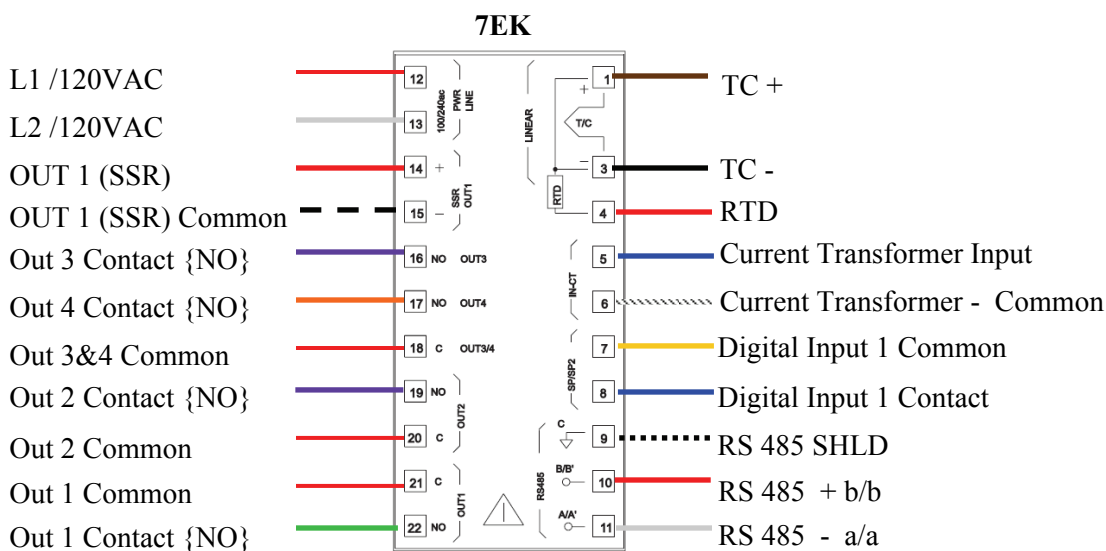 7EK
L1 /120VAC
L2 /120VAC
OUT 1 (SSR)
OUT 1 (SSR) Common
Out 3 Contact {NO}
Out 4 Contact {NO}
Out 3&4 Common
Out 2 Contact {NO}
Out 2 Common
Out 1 Common
Out 1 Contact {NO}
12
13
100/240ac
PWR
LINE
14 +
15 –
SSR
OUT1
16 NO OUT3
17 NO OUT4
18 C OUT3/4
19 NO
20 C
OUT2
21 C
22 NO
OUT1
LINEAR
+ 1
T/C
– 3
RTD
4
5
6
IN-CT
7
8
SP/SP2
C 9
B/B' 10
A/A' 11
RS485
TC +
TC -
RTD
Current Transformer Input
Current Transformer - Common
Digital Input 1 Common
Digital Input 1 Contact
RS 485 SHLD
RS 485 + b/b
RS 485 - a/a